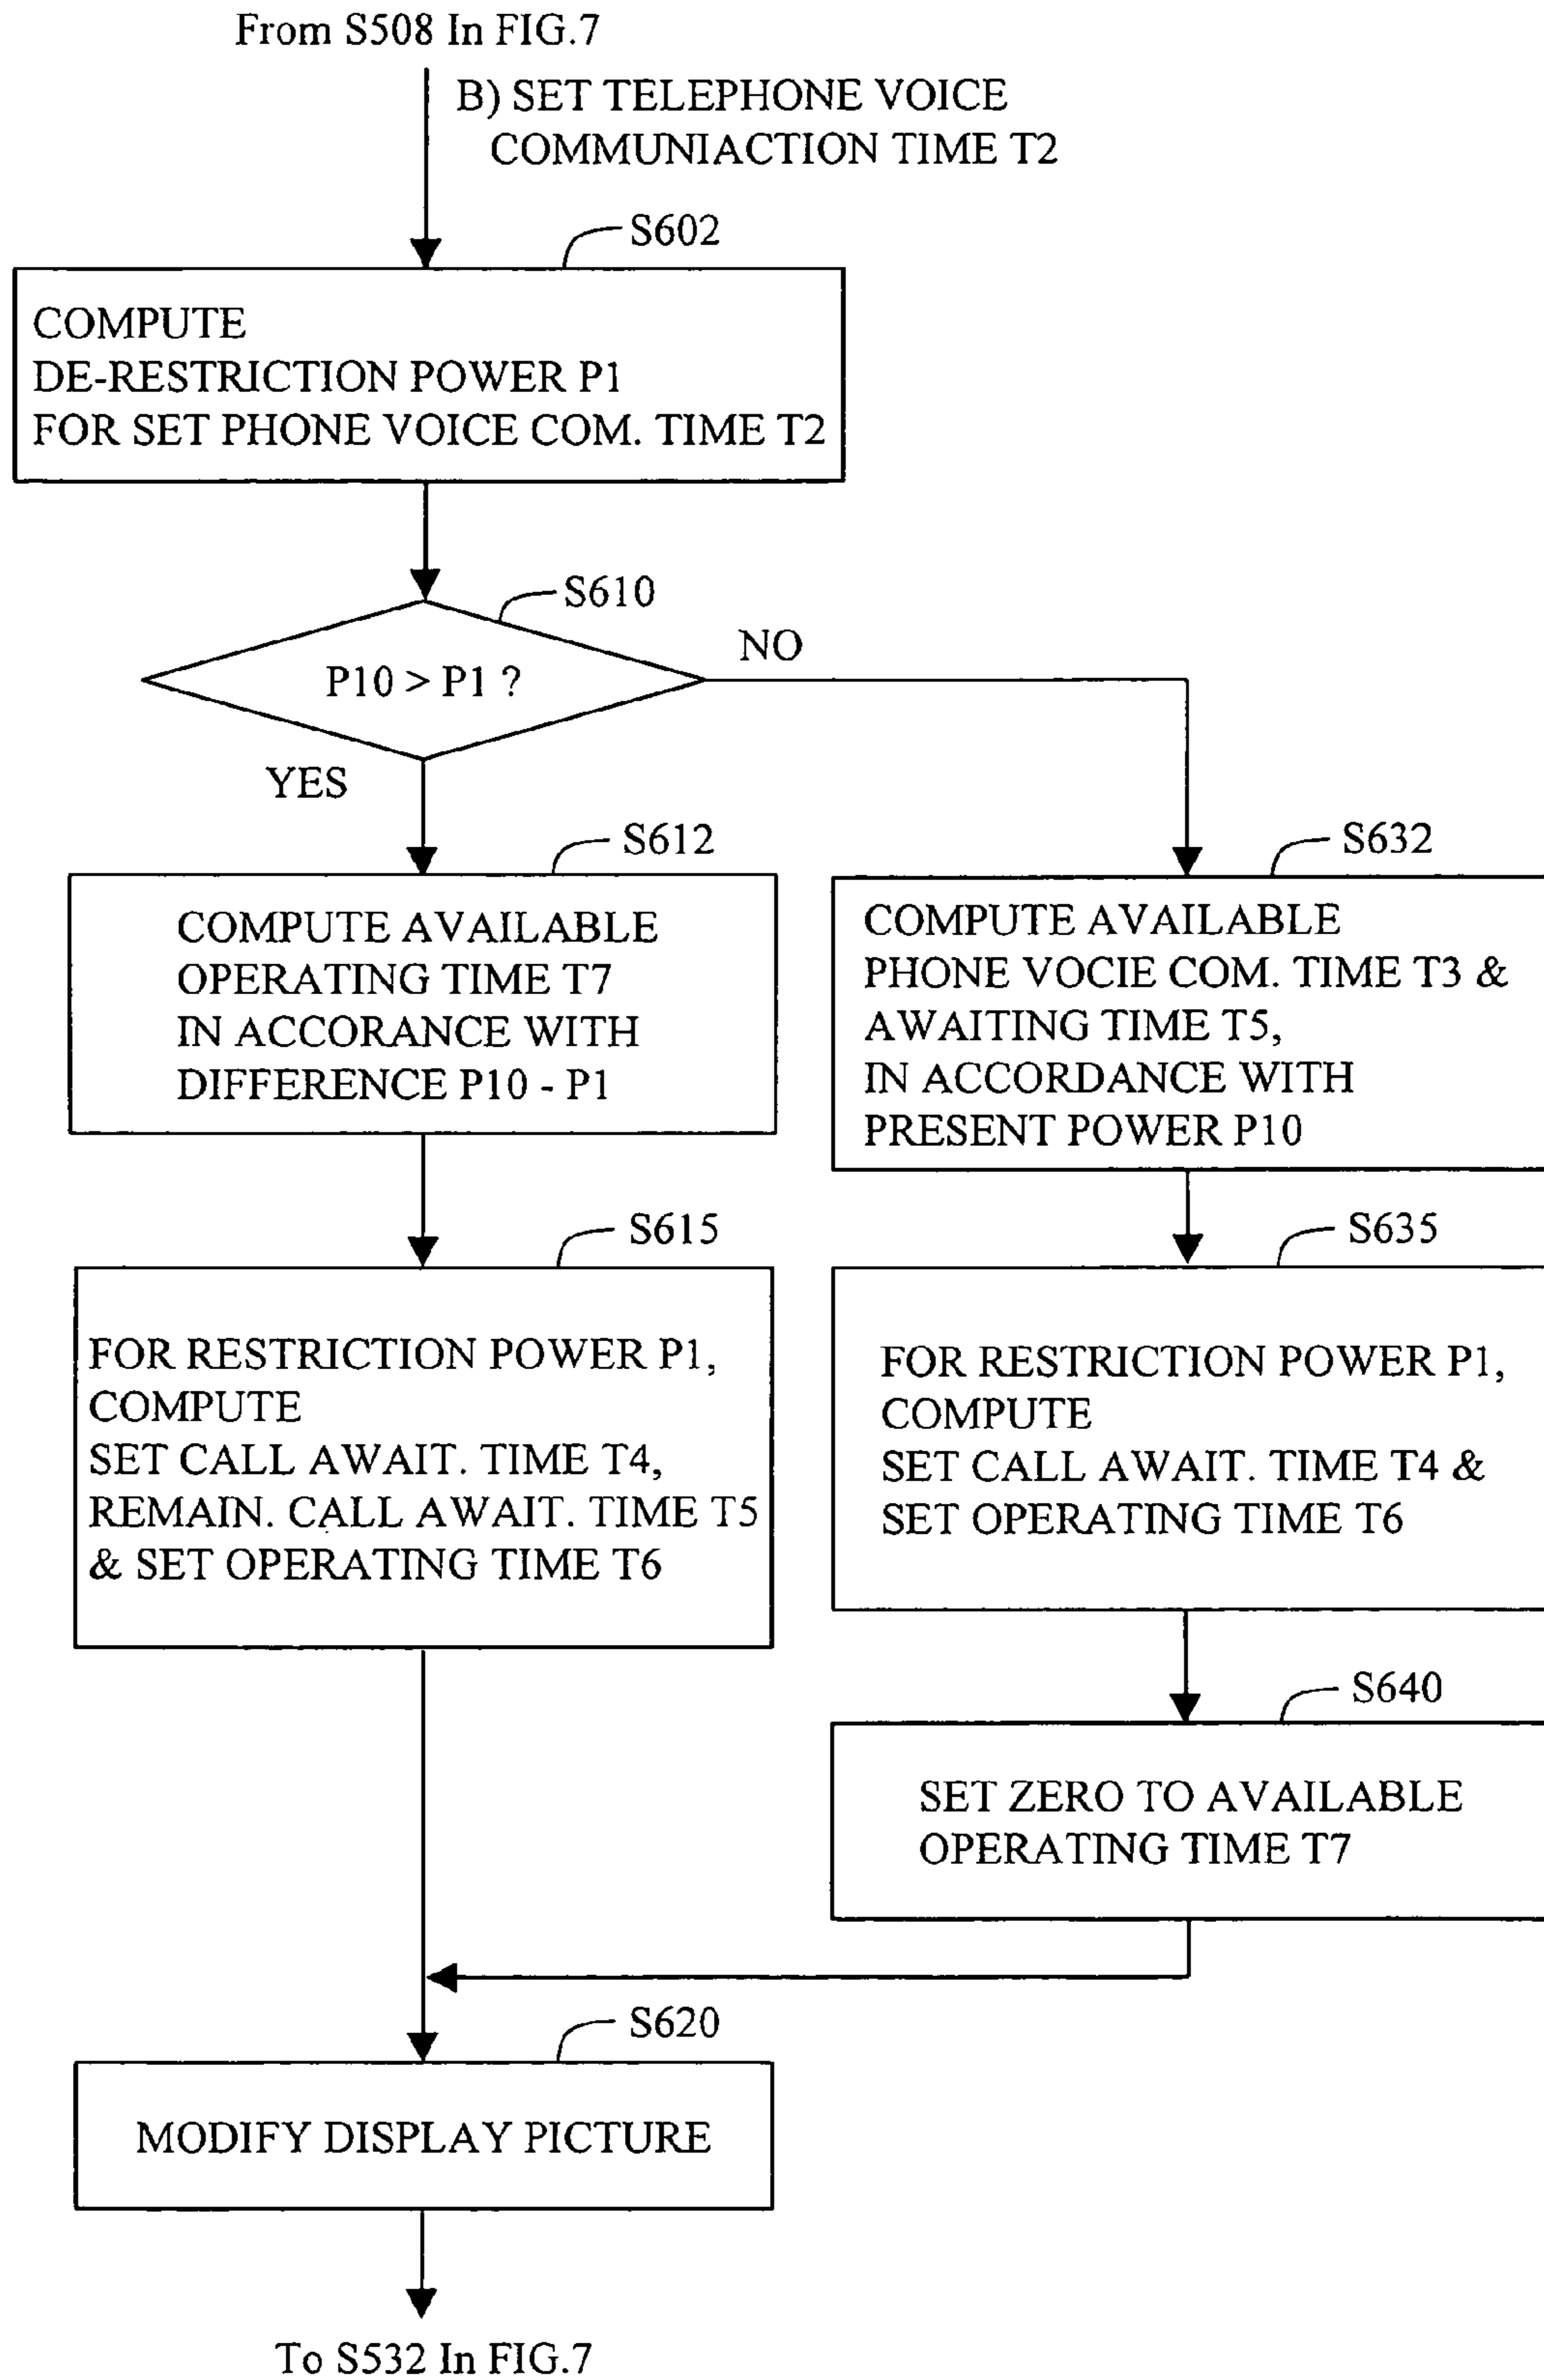 From S508 In FIG.7
B) SET TELEPHONE VOICE
COMMUNIACTION TIME T2
S602
COMPUTE
DE-RESTRICTION POWER P1
FOR SET PHONE VOICE COM. TIME T2
S610
P10 > P1 ?
NO
YES
S612
COMPUTE AVAILABLE
OPERATING TIME T7
IN ACCORANCE WITH
DIFFERENCE P10 - P1
S632
COMPUTE AVAILABLE
PHONE VOCIE COM. TIME T3 &
AWAITING TIME T5,
IN ACCORDANCE WITH
PRESENT POWER P10
S615
FOR RESTRICTION POWER P1,
COMPUTE
SET CALL AWAIT. TIME T4,
REMAIN. CALL AWAIT. TIME T5
& SET OPERATING TIME T6
S635
FOR RESTRICTION POWER P1,
COMPUTE
SET CALL AWAIT. TIME T4 &
SET OPERATING TIME T6
S640
SET ZERO TO AVAILABLE
OPERATING TIME T7
S620
MODIFY DISPLAY PICTURE
To S532 In FIG.7